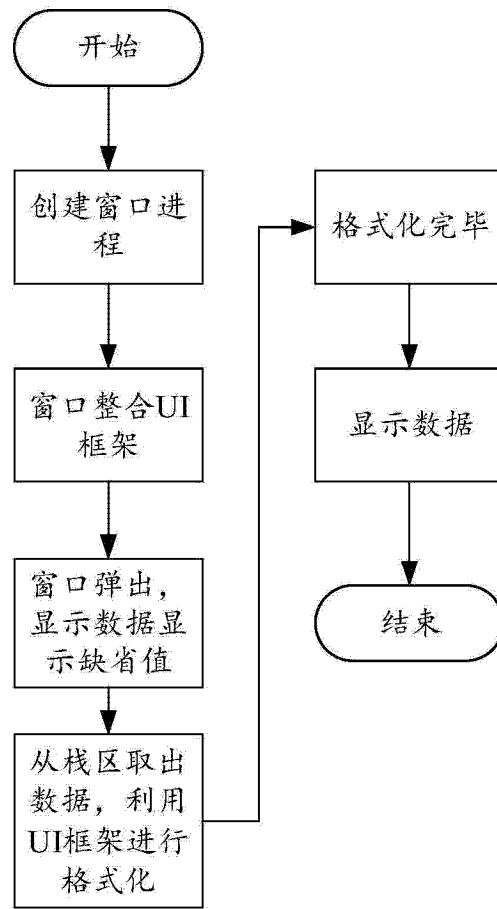 开始
创建窗口进
程
窗口整合UI
框架
窗口弹出，
显示数据显
示缺省值
从栈区取出
数据，利用
UI框架进行
格式化
格式化完毕
显示数据
结束